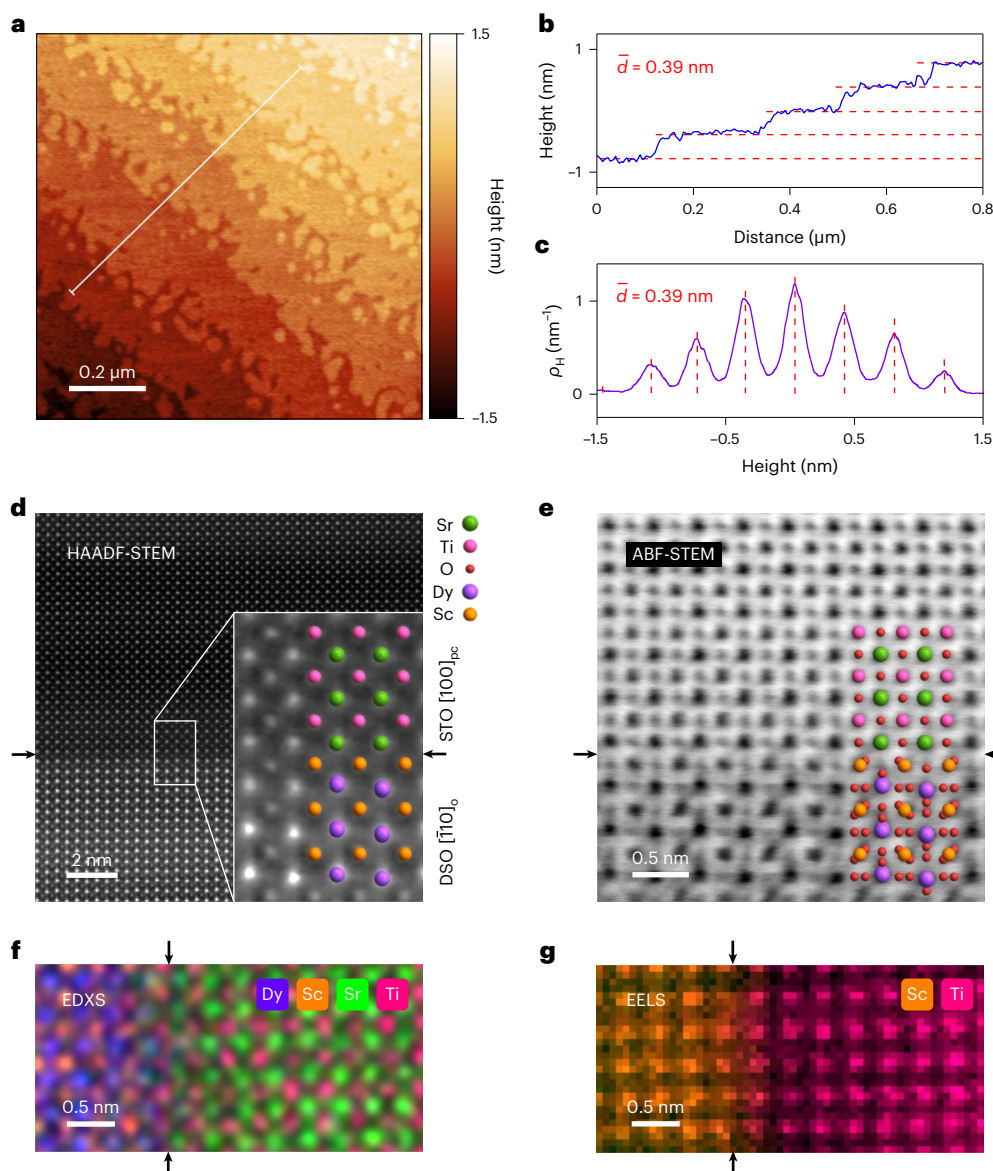 a
1.5
Height (nm)
0.2 µm
−1.5
b
1
d̅ = 0.39 nm
Height (nm)
−1
0
0.2
0.4
0.6
0.8
Distance (µm)
c
d̅ = 0.39 nm
1
ρH (nm⁻¹)
0
−1.5
−0.5
0.5
1.5
Height (nm)
d
HAADF-STEM
Sr
Ti
O
Dy
Sc
STO [100]pc
DSO [1̅10]o
2 nm
e
ABF-STEM
0.5 nm
f
EDXS
Dy
Sc
Sr
Ti
0.5 nm
g
EELS
Sc
Ti
0.5 nm